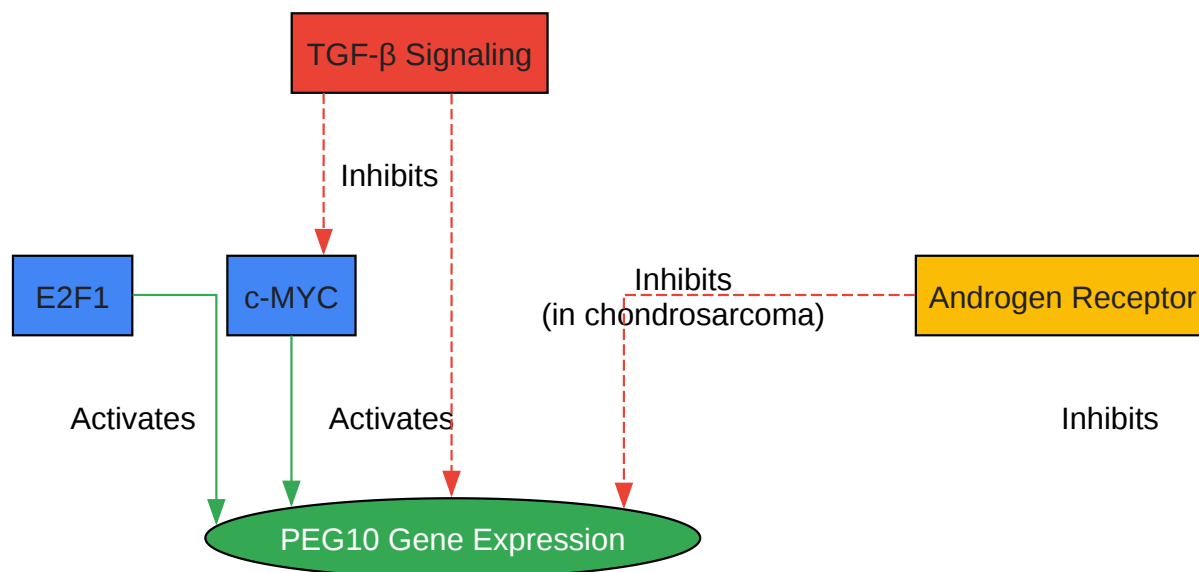 TGF-β Signaling
Inhibits
E2F1
c-MYC
Inhibits
(in chondrosarcoma)
Androgen Receptor
Activates
Activates
Inhibits
PEG10 Gene Expression